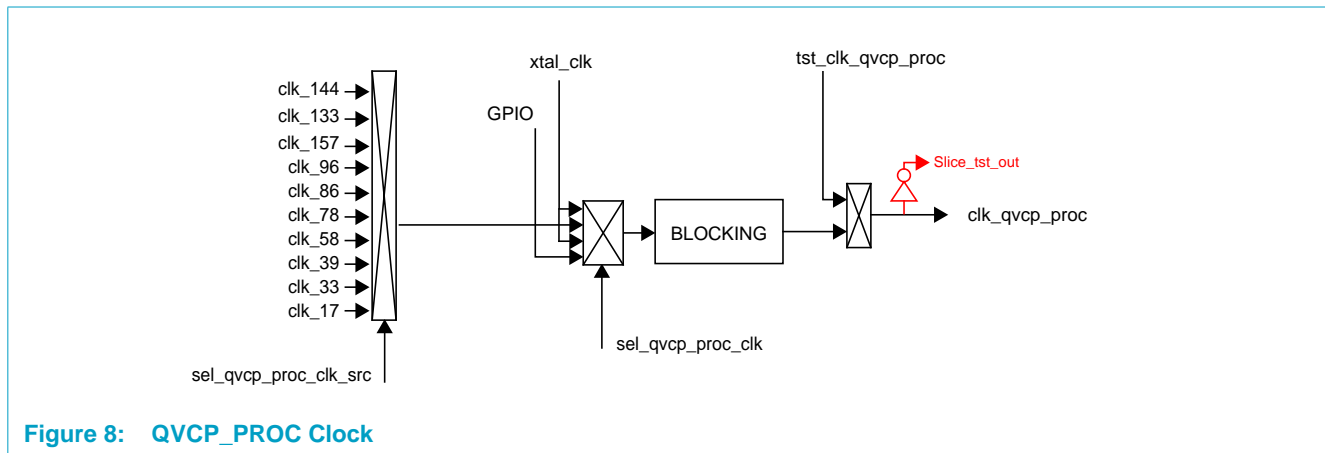 xtal_clk
tst_clk_qvcp_proc
GPIO
clk_144
clk_133
clk_157
clk_96
clk_86
clk_78
clk_58
clk_39
clk_33
clk_17
Slice_tst_out
clk_qvcp_proc
BLOCKING
sel_qvcp_proc_clk
sel_qvcp_proc_clk_src
Figure 8: QVCP_PROC Clock